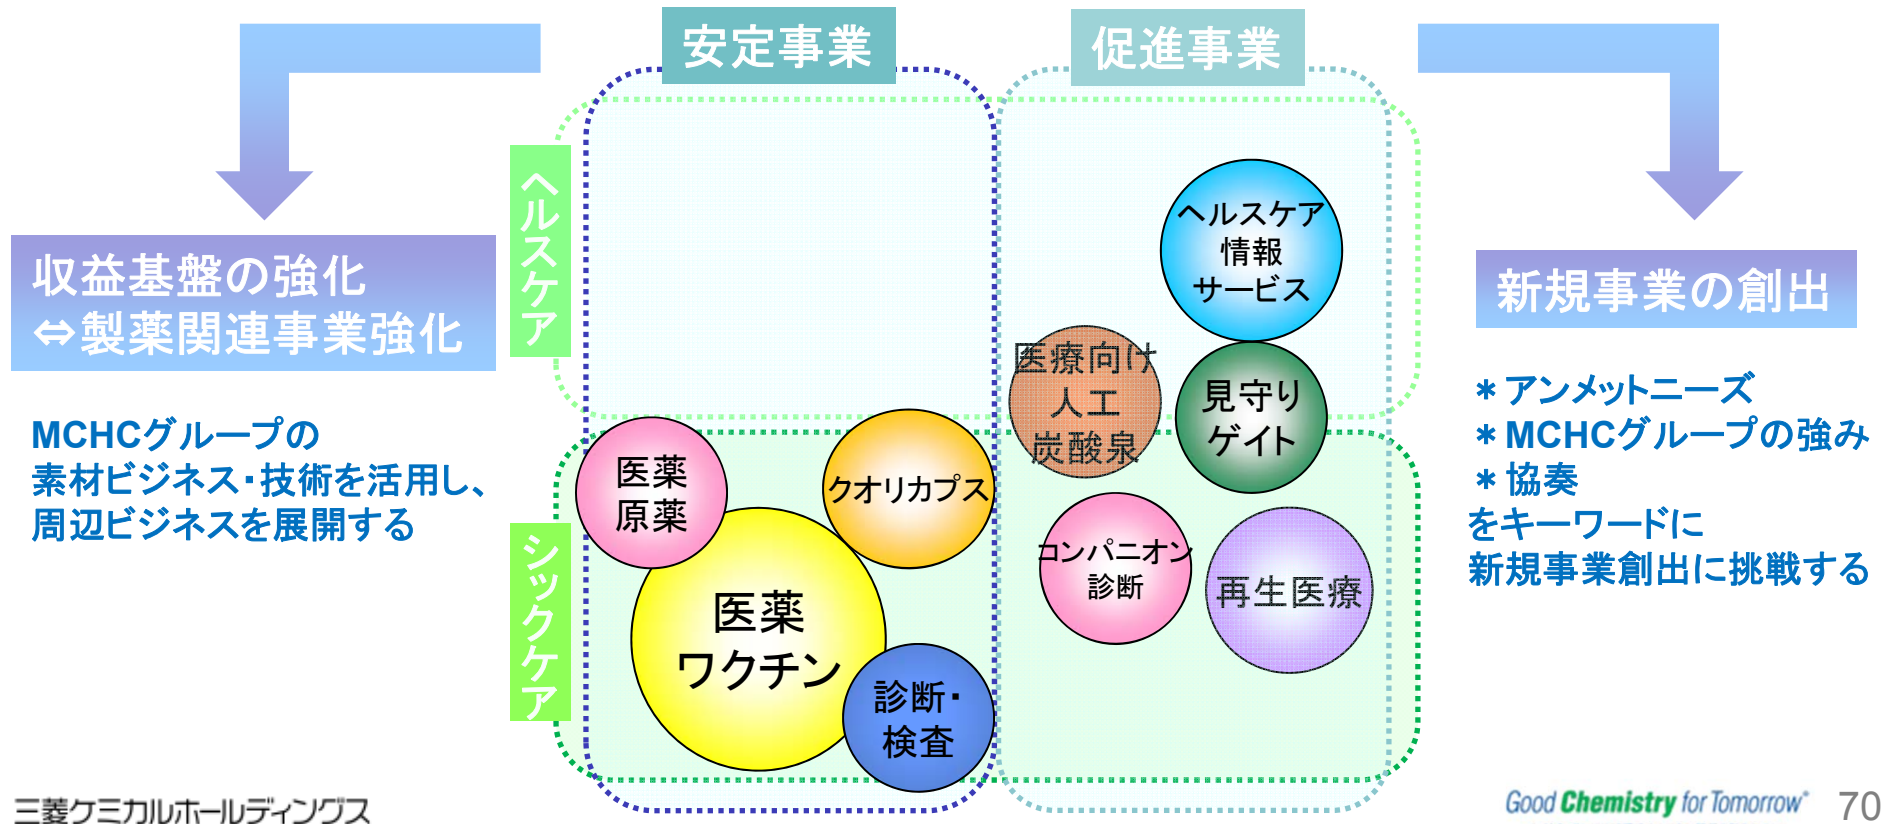 安定事業
促進事業
収益基盤の強化
⇔製薬関連事業強化
MCHCグループの
素材ビジネス・技術を活用し、
周辺ビジネスを展開する
ヘルスケア
シックケア
ヘルスケア
情報
サービス
医療向け
人工
炭酸泉
見守り
ゲイト
医薬
原薬
クオリカプス
医薬
ワクチン
診断・
検査
コンパニオン
診断
再生医療
新規事業の創出
＊アンメットニーズ
＊MCHCグループの強み
＊協奏
をキーワードに
新規事業創出に挑戦する
三菱ケミカルホールディングス
Good Chemistry for Tomorrow
70